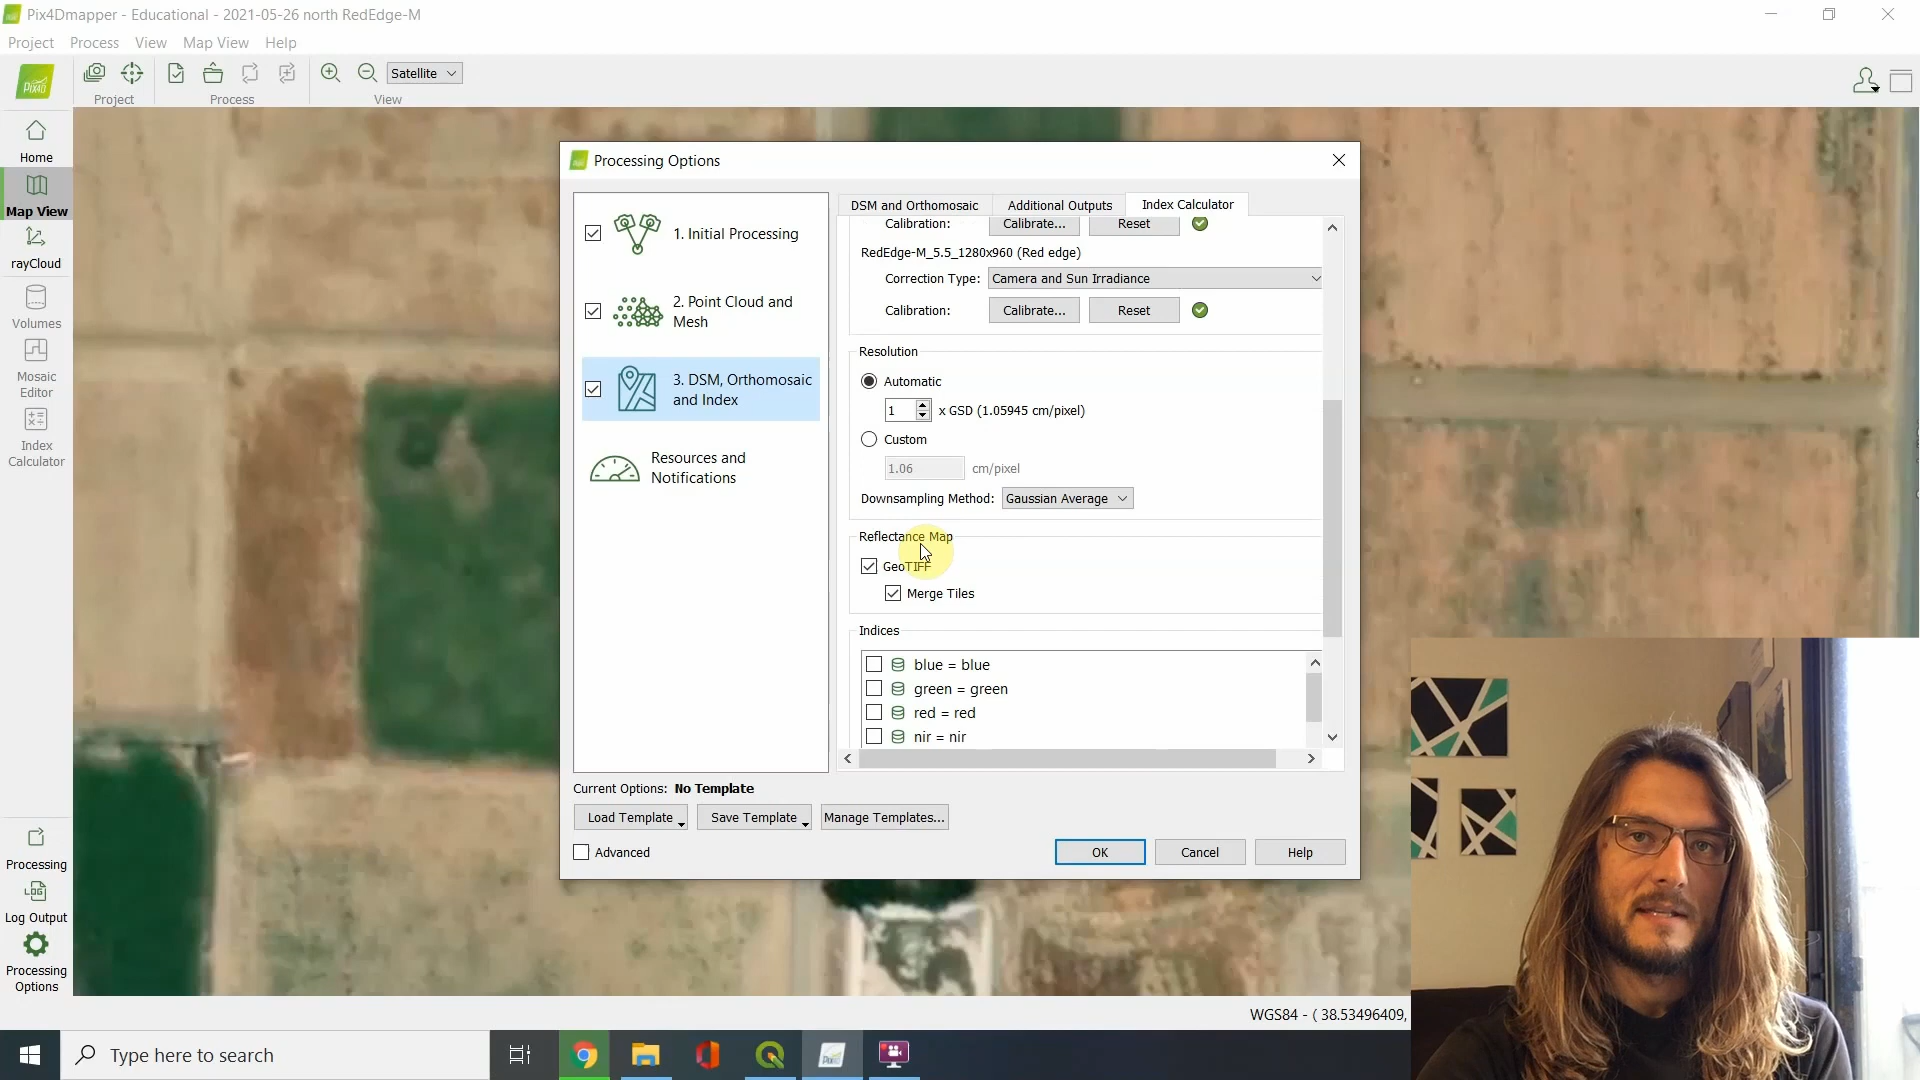 Pix4Dmapper - Educational - 2021-05-26 north RedEdge-M
Project Process View Map View Help
Satellite
Project Process View
PIX4D
Home
Map View
rayCloud
Volumes
Mosaic
Editor
Index
Calculator
Processing
LOG
Log Output
Processing
Options
Processing Options
1. Initial Processing
2. Point Cloud and
Mesh
3. DSM, Orthomosaic
and Index
Resources and
Notifications
DSM and Orthomosaic Additional Outputs Index Calculator
Calibration: Calibrate... Reset
RedEdge-M_5.5_1280x960 (Red edge)
Correction Type: Camera and Sun Irradiance
Calibration: Calibrate... Reset
Resolution
Automatic
1 x GSD (1.05945 cm/pixel)
Custom
1.06 cm/pixel
Downsampling Method: Gaussian Average
Reflectance Map
GeoTIFF
Merge Tiles
Indices
blue = blue
green = green
red = red
nir = nir
Current Options: No Template
Load Template Save Template Manage Templates...
Advanced
OK Cancel Help
WGS84 - ( 38.53496409,
Type here to search